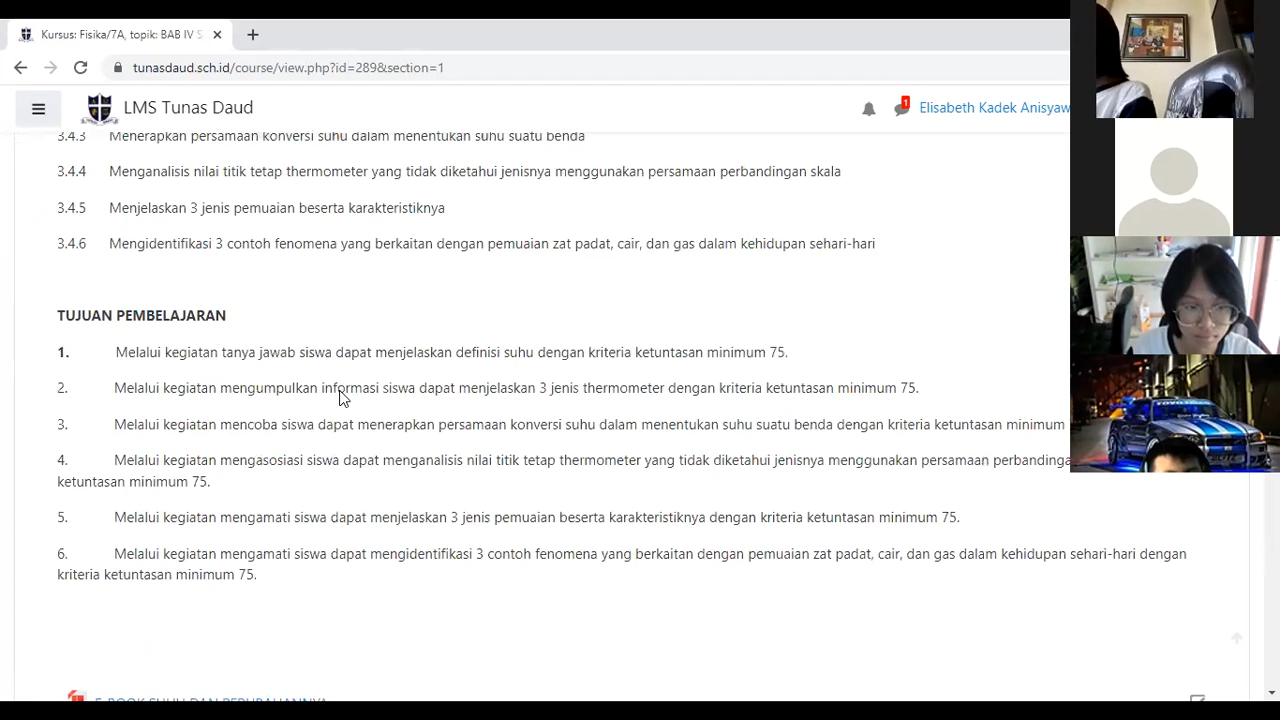 Kursus: Fisika/7A, topik: BAB IV S
tunasdaud.sch.id/course/view.php?id=289&section=1
LMS Tunas Daud
1
Elisabeth Kadek Anisyaw
3.4.3 Menerapkan persamaan konversi suhu dalam menentukan suhu suatu benda
3.4.4 Menganalisis nilai titik tetap thermometer yang tidak diketahui jenisnya menggunakan persamaan perbandingan skala
3.4.5 Menjelaskan 3 jenis pemuaian beserta karakteristiknya
3.4.6 Mengidentifikasi 3 contoh fenomena yang berkaitan dengan pemuaian zat padat, cair, dan gas dalam kehidupan sehari-hari
TUJUAN PEMBELAJARAN
1. Melalui kegiatan tanya jawab siswa dapat menjelaskan definisi suhu dengan kriteria ketuntasan minimum 75.
2. Melalui kegiatan mengumpulkan informasi siswa dapat menjelaskan 3 jenis thermometer dengan kriteria ketuntasan minimum 75.
3. Melalui kegiatan mencoba siswa dapat menerapkan persamaan konversi suhu dalam menentukan suhu suatu benda dengan kriteria ketuntasan minimum
4. Melalui kegiatan mengasosiasi siswa dapat menganalisis nilai titik tetap thermometer yang tidak diketahui jenisnya menggunakan persamaan perbandinga
ketuntasan minimum 75.
5. Melalui kegiatan mengamati siswa dapat menjelaskan 3 jenis pemuaian beserta karakteristiknya dengan kriteria ketuntasan minimum 75.
6. Melalui kegiatan mengamati siswa dapat mengidentifikasi 3 contoh fenomena yang berkaitan dengan pemuaian zat padat, cair, dan gas dalam kehidupan sehari-hari dengan
kriteria ketuntasan minimum 75.
E-BOOK SUHU DAN PERUBAHANNYA